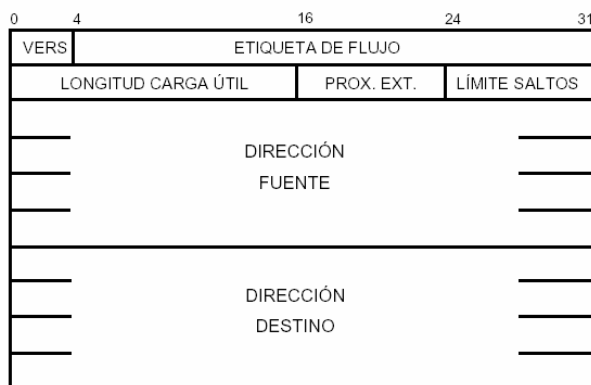 0 4 16 24 31
VERS ETIQUETA DE FLUJO
LONGITUD CARGA ÚTIL PROX. EXT. LÍMITE SALTOS
DIRECCIÓN
FUENTE
DIRECCIÓN
DESTINO